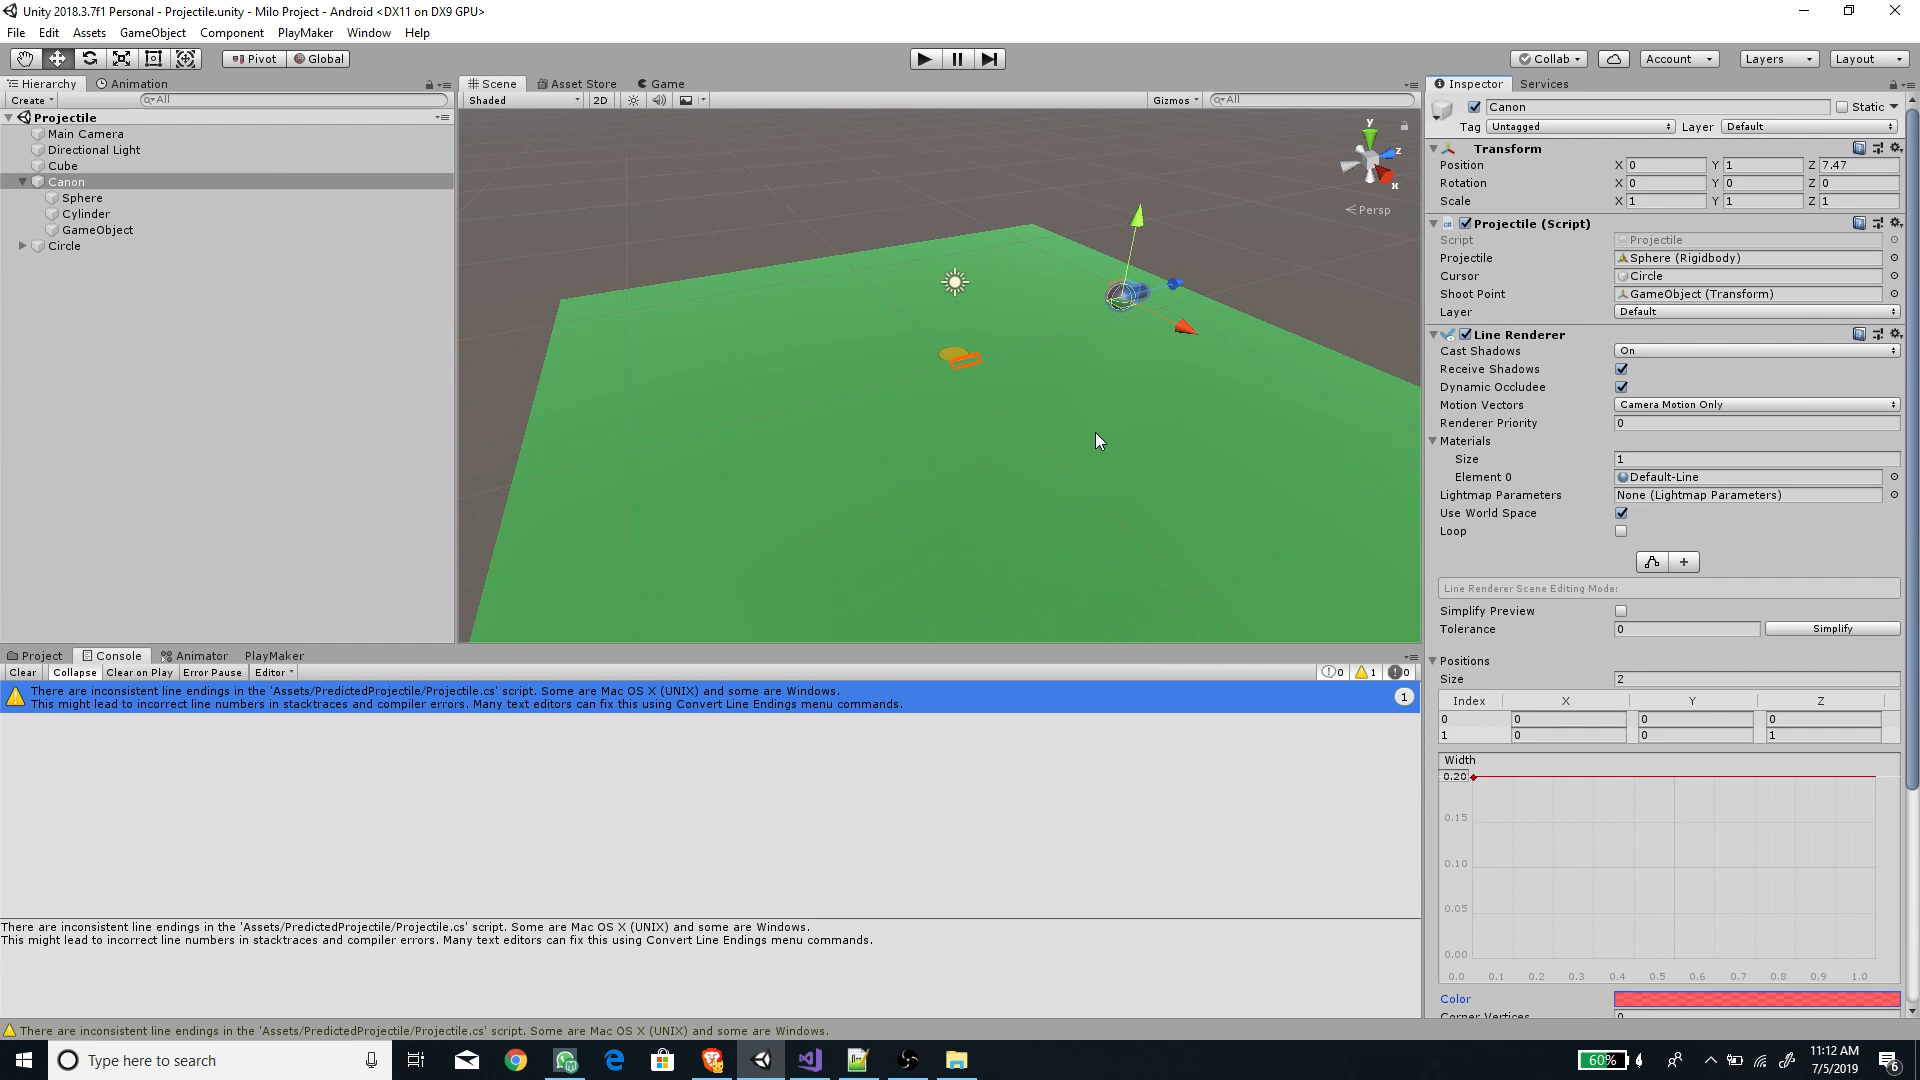 Unity 2018.3.7f1 Personal - Projectile.unity - Milo Project - Android <DX11 on DX9 GPU>
File Edit Assets GameObject Component PlayMaker Window Help
Pivot Global Collab Account Layers Layout
Hierarchy Animation
Create All
Projectile
Main Camera
Directional Light
Cube
Canon
Sphere
Cylinder
GameObject
Circle
Scene Asset Store Game
Shaded 2D Gizmos All
y
z
x
Persp
Inspector Services
Canon Static
Tag Untagged Layer Default
Transform
Position X 0 Y 1 Z 7.47
Rotation X 0 Y 0 Z 0
Scale X 1 Y 1 Z 1
Projectile (Script)
Script Projectile
Projectile Sphere (Rigidbody)
Cursor Circle
Shoot Point GameObject (Transform)
Layer Default
Line Renderer
Cast Shadows On
Receive Shadows
Dynamic Occludee
Motion Vectors Camera Motion Only
Renderer Priority 0
Materials
Size 1
Element 0 Default-Line
Lightmap Parameters None (Lightmap Parameters)
Use World Space
Loop
+
Line Renderer Scene Editing Mode:
Simplify Preview
Tolerance 0 Simplify
Positions
Size 2
Index X Y Z
0 0 0 0
1 0 0 1
Width
0.20
0.15
0.10
0.05
0.00
0.0 0.1 0.2 0.3 0.4 0.5 0.6 0.7 0.8 0.9 1.0
Color
Corner Vertices 0
Project Console Animator PlayMaker
Clear Collapse Clear on Play Error Pause Editor 0 1 0
There are inconsistent line endings in the 'Assets/PredictedProjectile/Projectile.cs' script. Some are Mac OS X (UNIX) and some are Windows.
This might lead to incorrect line numbers in stacktraces and compiler errors. Many text editors can fix this using Convert Line Endings menu commands.
1
There are inconsistent line endings in the 'Assets/PredictedProjectile/Projectile.cs' script. Some are Mac OS X (UNIX) and some are Windows.
This might lead to incorrect line numbers in stacktraces and compiler errors. Many text editors can fix this using Convert Line Endings menu commands.
There are inconsistent line endings in the 'Assets/PredictedProjectile/Projectile.cs' script. Some are Mac OS X (UNIX) and some are Windows.
Type here to search
60%
11:12 AM
7/5/2019
6